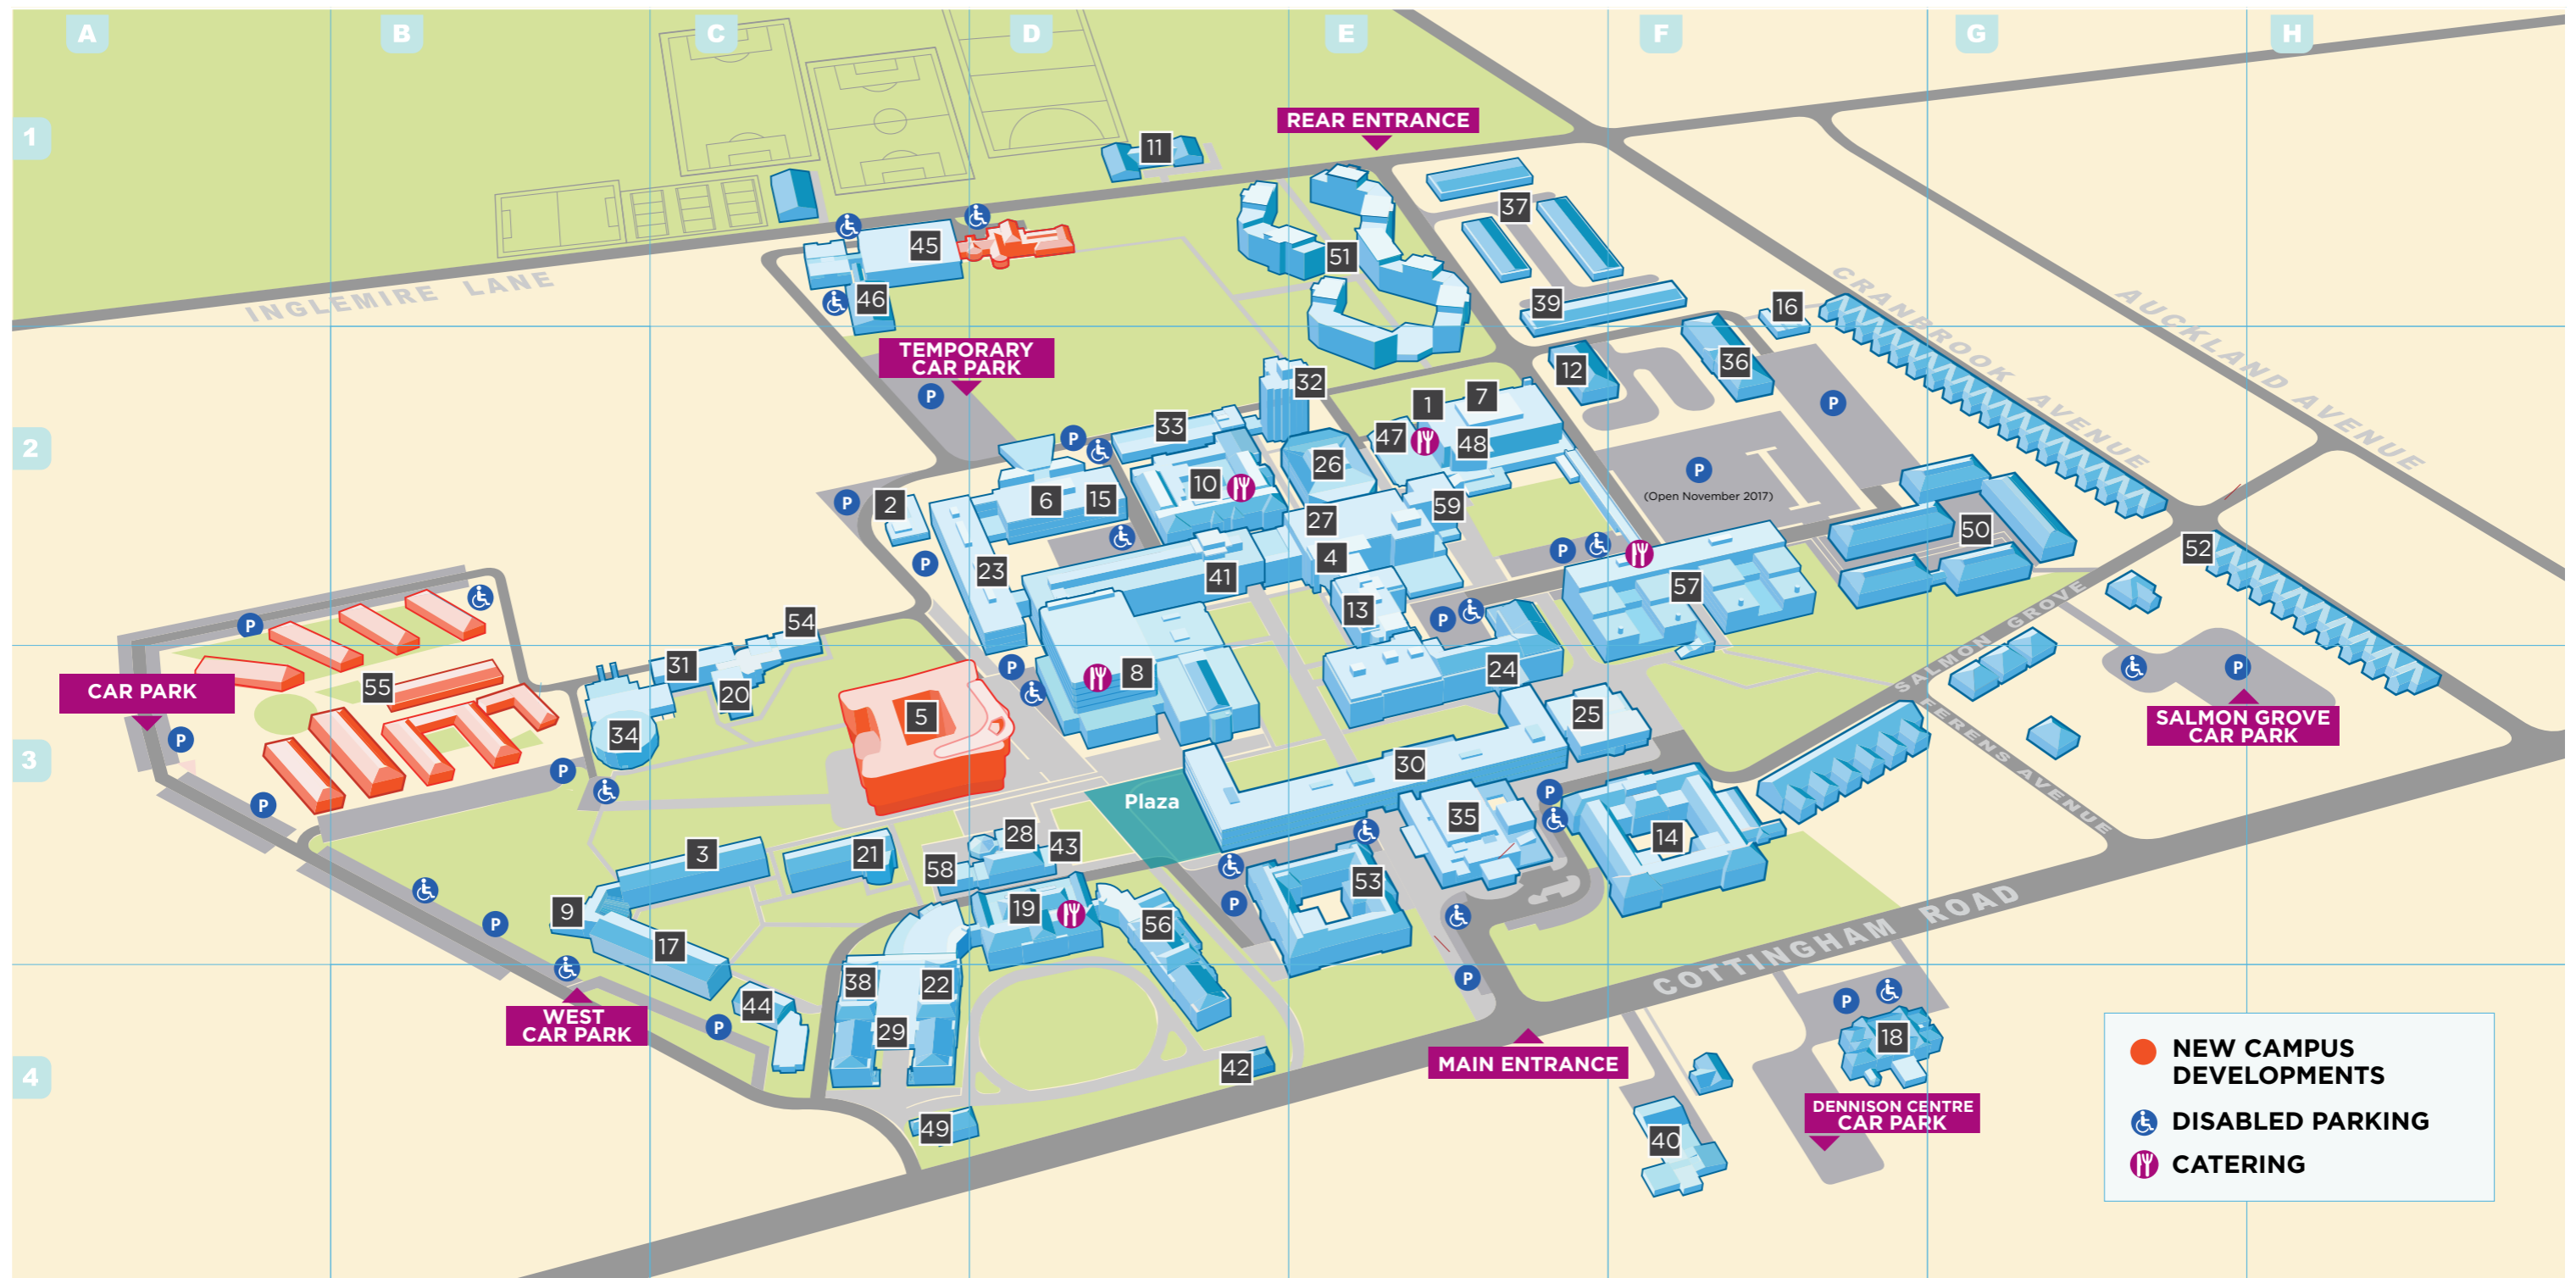 A
B
C
D
E
F
G
H
1
2
3
4
REAR ENTRANCE
11
37
45
51
46
39
16
INGLEMIRE LANE
CRANBROOK AVENUE
AUCKLAND AVENUE
TEMPORARY
CAR PARK
P
32
12
36
1
7
P
33
P
47
48
26
P
(Open November 2017)
10
6
15
2
P
59
27
50
52
P
23
41
4
P
57
13
P
P
54
SALMON GROVE
31
20
55
CAR PARK
P
8
24
P
SALMON GROVE
CAR PARK
5
25
34
P
P
30
FERENS AVENUE
P
P
Plaza
35
14
28
43
3
21
58
53
P
9
19
56
P
17
COTTINGHAM ROAD
P
38
22
44
29
P
P
18
WEST
CAR PARK
MAIN ENTRANCE
42
49
40
DENNISON CENTRE
CAR PARK
NEW CAMPUS
DEVELOPMENTS
DISABLED PARKING
CATERING